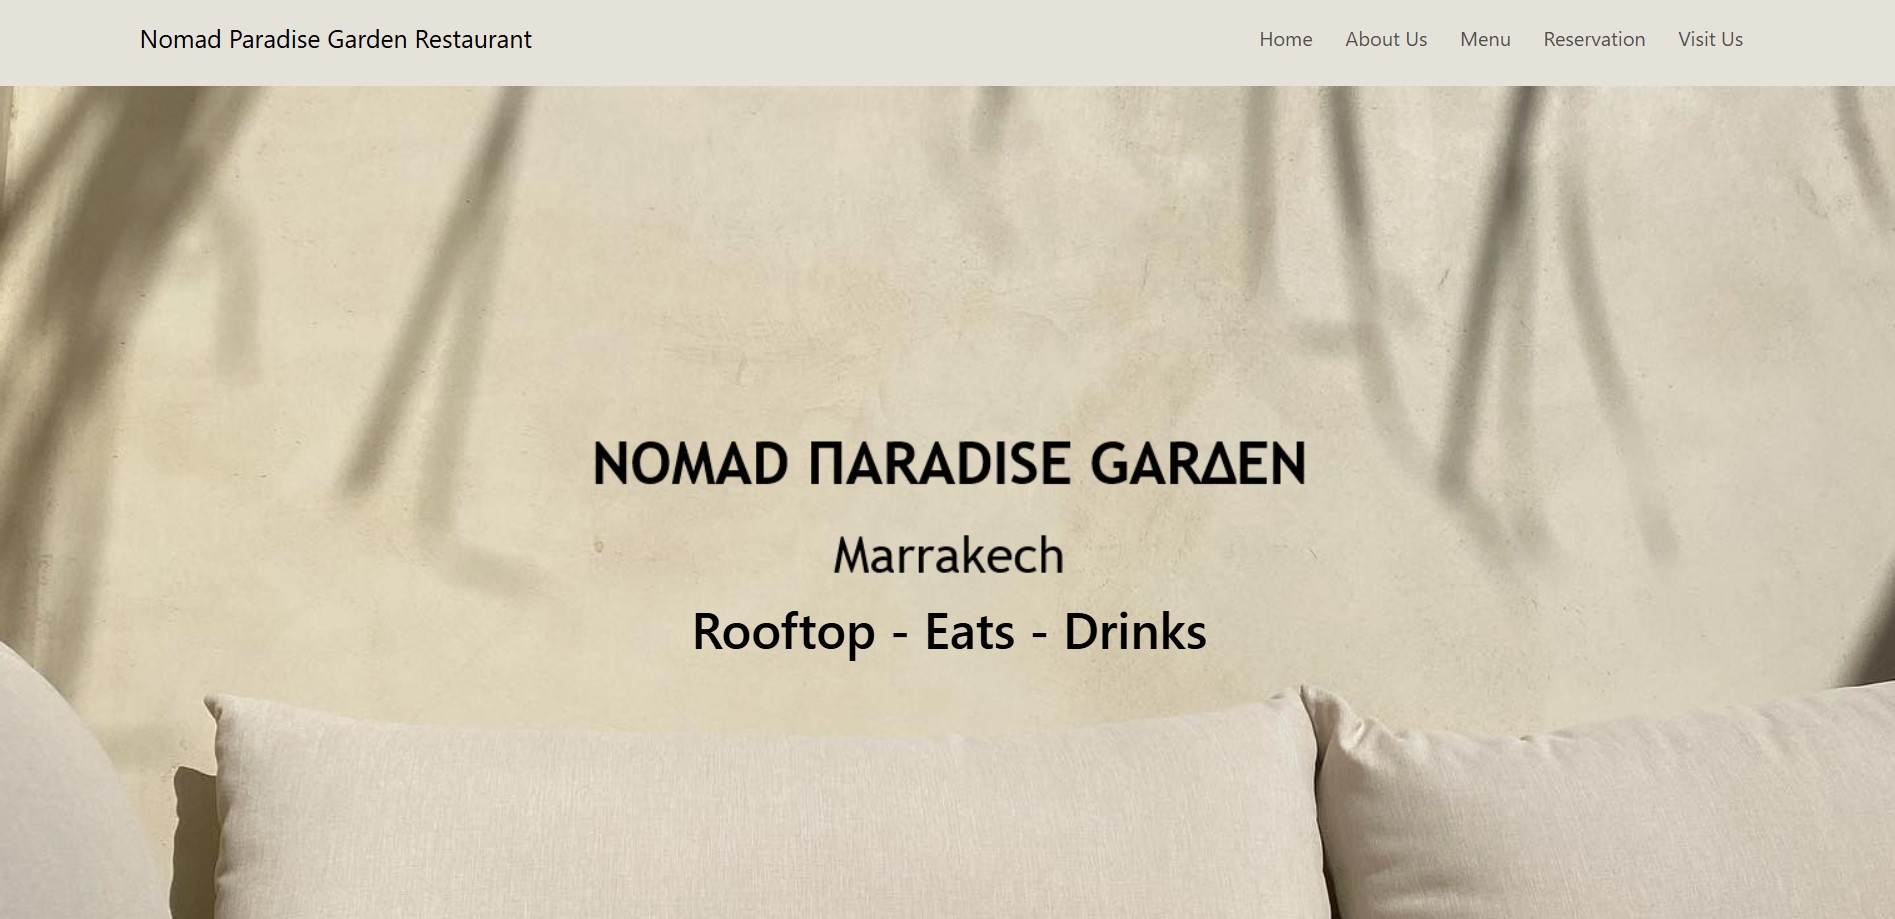 Nomad Paradise Garden Restaurant
Home About Us Menu Reservation Visit Us
NOMAD ΠARADISE GARΔEN
Marrakech
Rooftop - Eats - Drinks